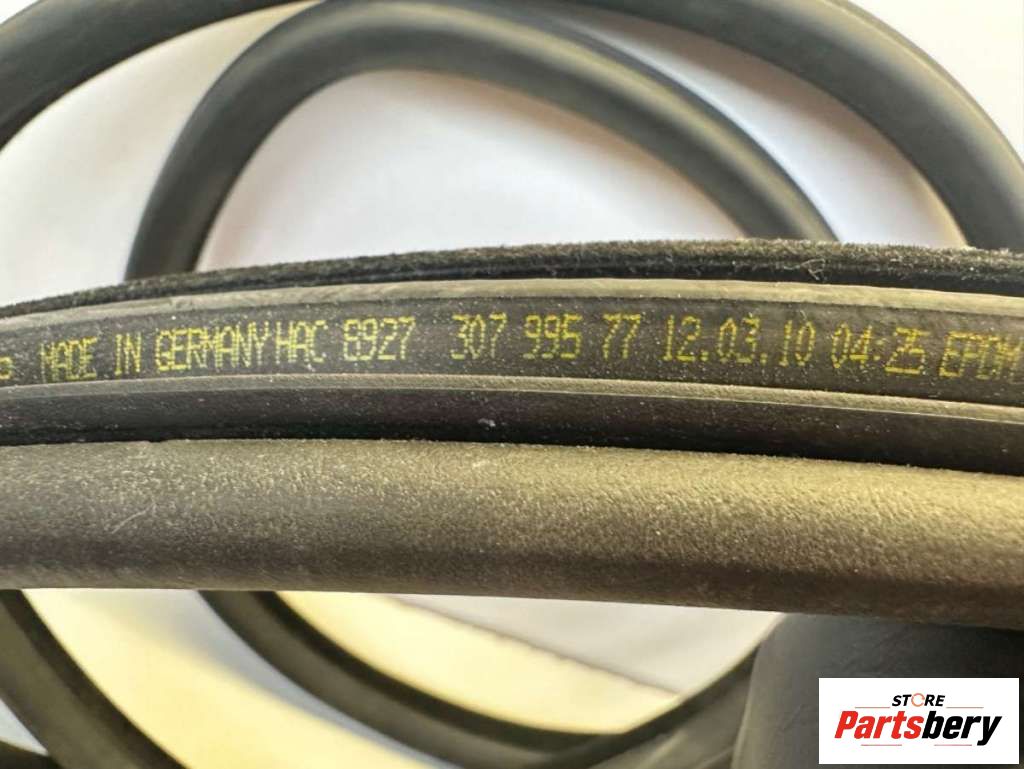 MADE IN GERMANY HAC 8927 307 995 77 12.03.10 04:25 EPDM
STORE
Partsbery